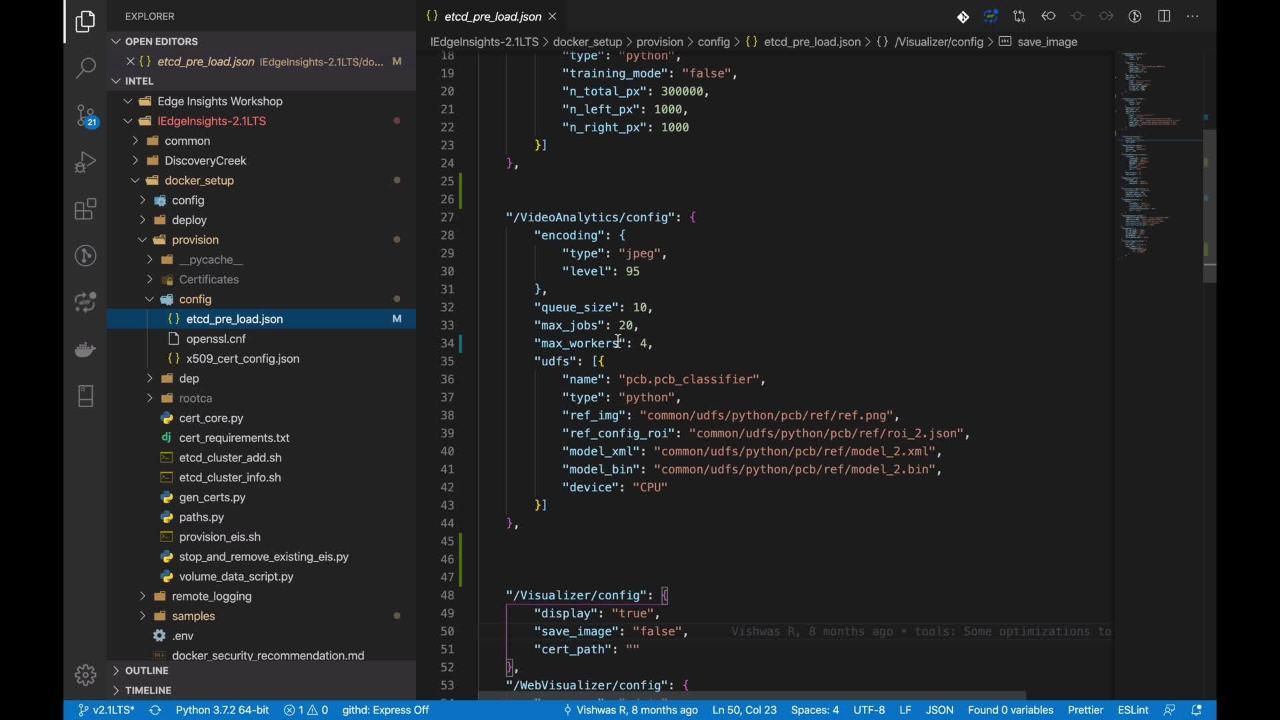 EXPLORER
OPEN EDITORS
etcd_pre_load.json IEdgeInsights-2.1LTS/do... M
INTEL
Edge Insights Workshop
IEdgeInsights-2.1LTS
common
DiscoveryCreek
docker_setup
config
deploy
provision
__pycache__
Certificates
config
{ } etcd_pre_load.json M
openssl.cnf
{ } x509_cert_config.json
dep
rootca
cert_core.py
dj cert_requirements.txt
etcd_cluster_add.sh
etcd_cluster_info.sh
gen_certs.py
paths.py
provision_eis.sh
stop_and_remove_existing_eis.py
volume_data_script.py
remote_logging
samples
.env
docker_security_recommendation.md
OUTLINE
TIMELINE
21
{ } etcd_pre_load.json
IEdgeInsights-2.1LTS > docker_setup > provision > config > { } etcd_pre_load.json > { } /Visualizer/config > save_image
18 "type": "python",
19 "training_mode": "false",
20 "n_total_px": 300000,
21 "n_left_px": 1000,
22 "n_right_px": 1000
23 }]
24 },
25
26
27 "/VideoAnalytics/config": {
28 "encoding": {
29 "type": "jpeg",
30 "level": 95
31 },
32 "queue_size": 10,
33 "max_jobs": 20,
34 "max_workers": 4,
35 "udfs": [{
36 "name": "pcb.pcb_classifier",
37 "type": "python",
38 "ref_img": "common/udfs/python/pcb/ref/ref.png",
39 "ref_config_roi": "common/udfs/python/pcb/ref/roi_2.json",
40 "model_xml": "common/udfs/python/pcb/ref/model_2.xml",
41 "model_bin": "common/udfs/python/pcb/ref/model_2.bin",
42 "device": "CPU"
43 }]
44 },
45
46
47
48 "/Visualizer/config": {
49 "display": "true",
50 "save_image": "false", Vishwas R, 8 months ago • tools: Some optimizations to
51 "cert_path": ""
52 },
53 "/WebVisualizer/config": {
v2.1LTS* Python 3.7.2 64-bit 1 0 githd: Express Off Vishwas R, 8 months ago Ln 50, Col 23 Spaces: 4 UTF-8 LF JSON Found 0 variables Prettier ESLint